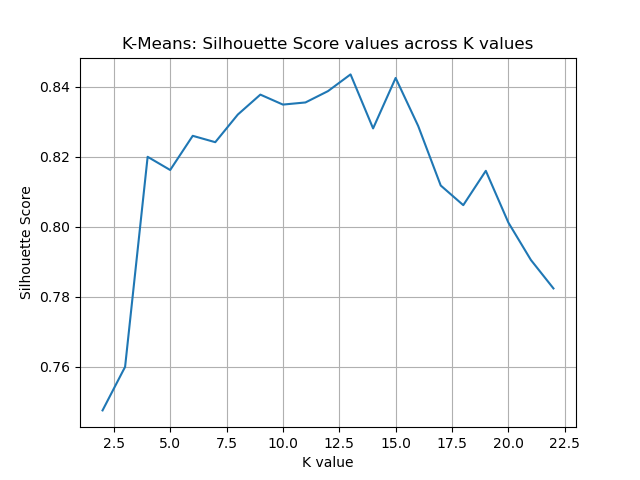 K-Means: Silhouette Score values across K values
0.84
0.82
0.80
0.78
0.76
Silhouette Score
2.5 5.0 7.5 10.0 12.5 15.0 17.5 20.0 22.5
K value